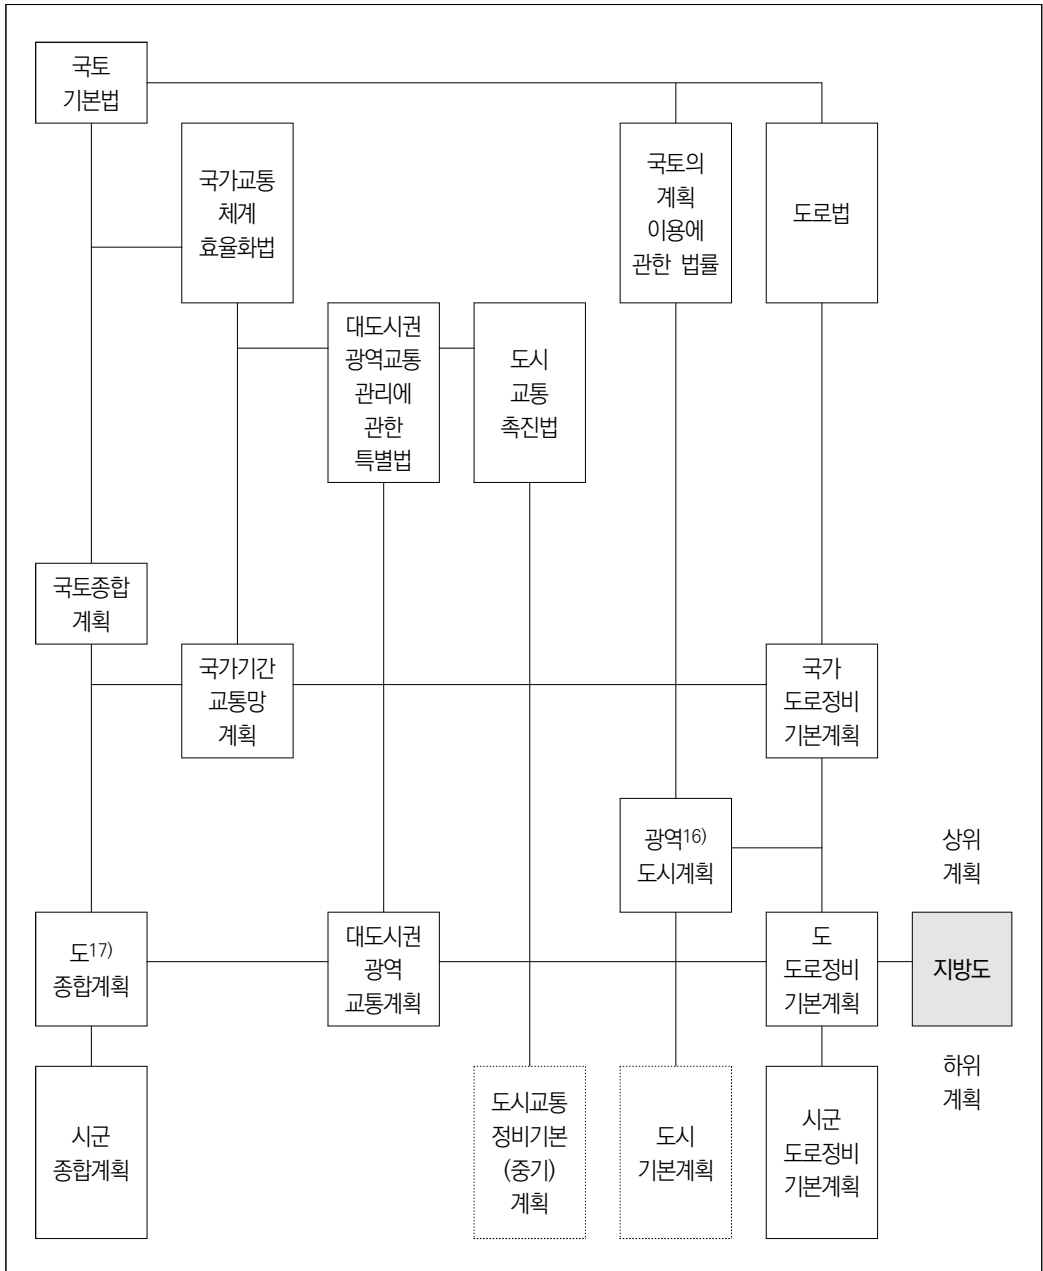 국토
기본법
국가교통
체계
효율화법
국토의
계획
이용에
관한 법률
도로법
대도시권
광역교통
관리에
관한
특별법
도시
교통
촉진법
국토종합
계획
국가기간
교통망
계획
국가
도로정비
기본계획
광역16)
도시계획
상위
계획
도17)
종합계획
대도시권
광역
교통계획
도
도로정비
기본계획
지방도
하위
계획
시군
종합계획
도시교통
정비기본
(중기)
계획
도시
기본계획
시군
도로정비
기본계획